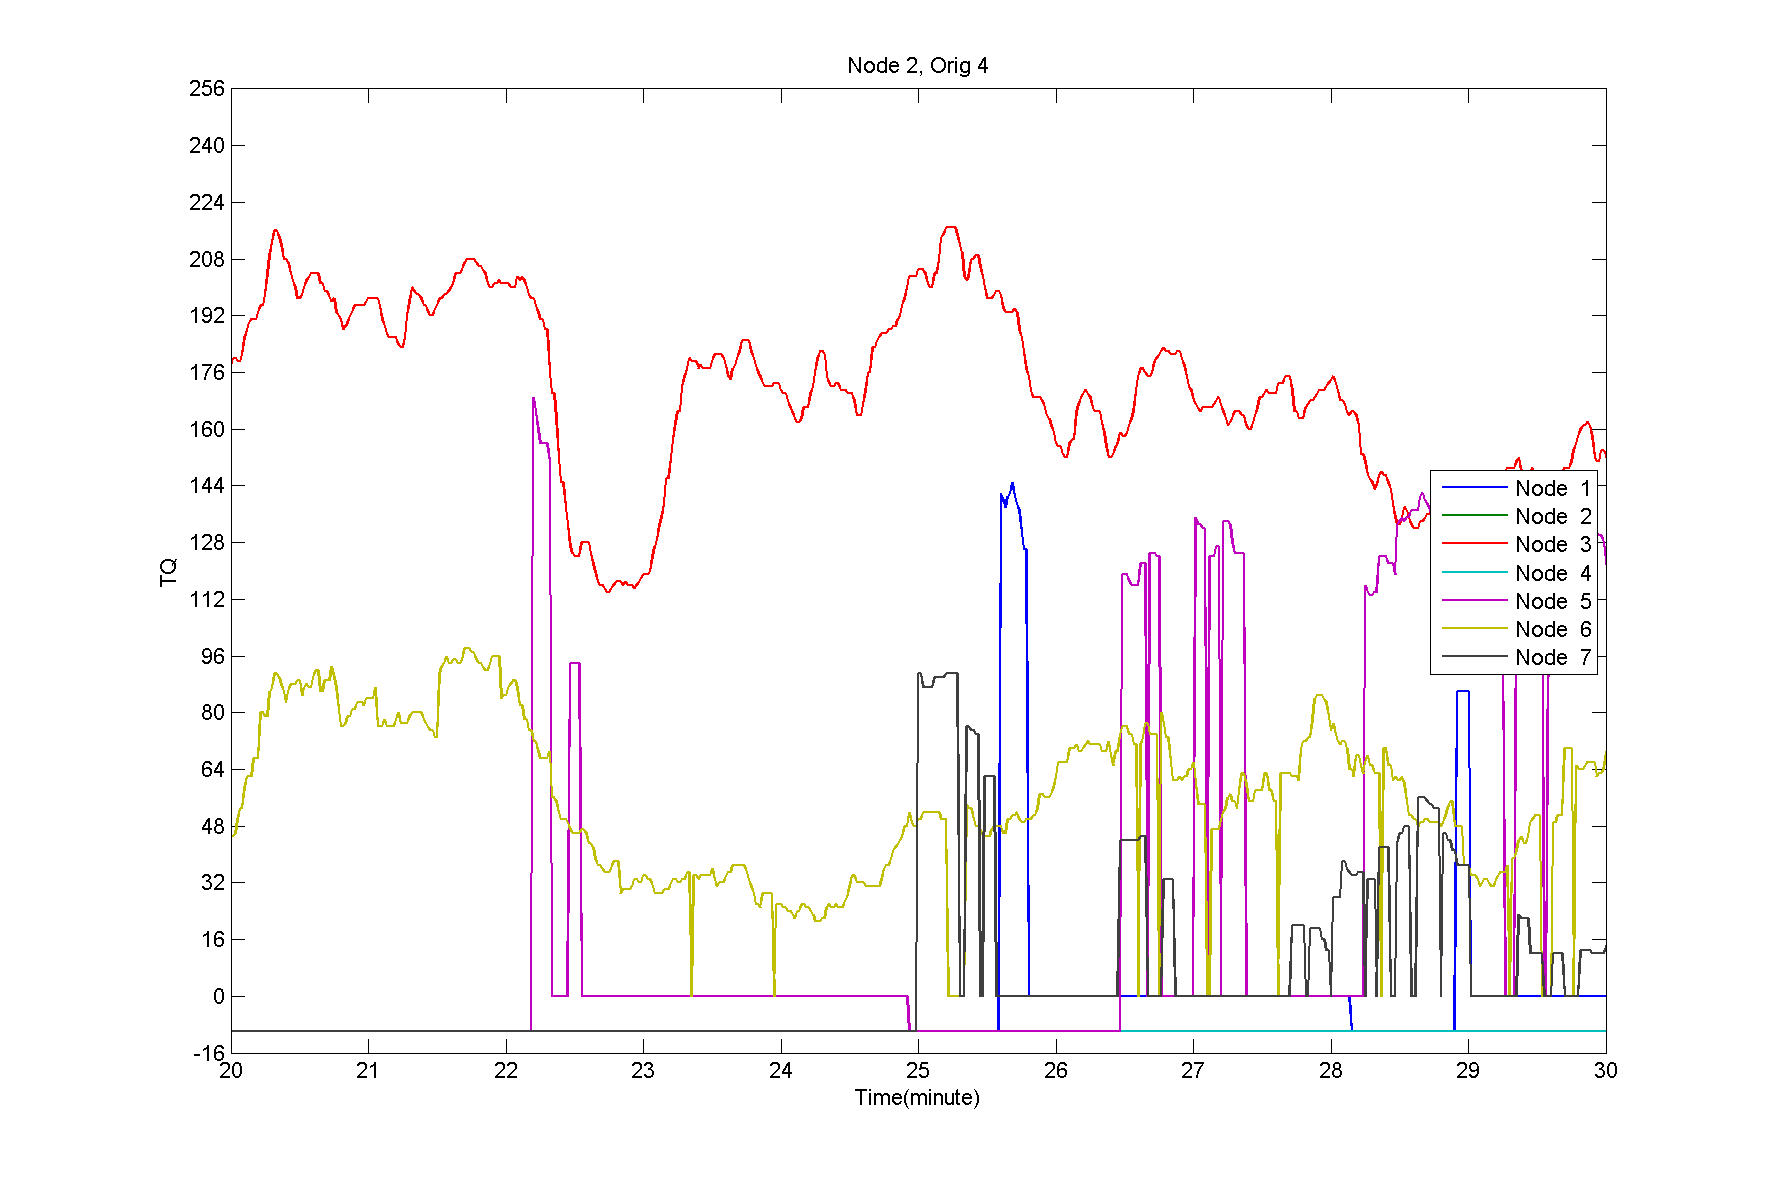 Node 2, Orig 4
256
240
224
208
192
176
160
144
128
112
96
80
64
48
32
16
0
-16
TQ
20 21 22 23 24 25 26 27 28 29 30
Time(minute)
Node 1
Node 2
Node 3
Node 4
Node 5
Node 6
Node 7